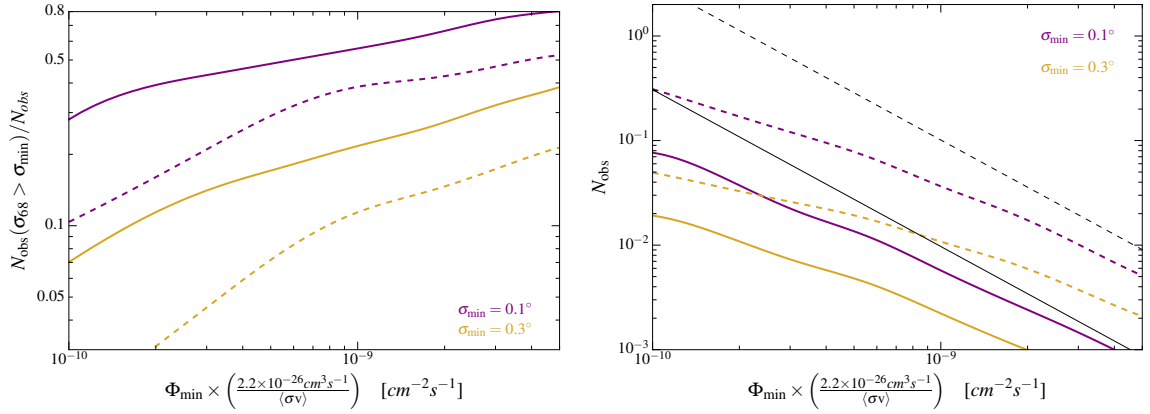 0.8
0.5
0.1
0.05
N_obs(σ_68 > σ_min)/N_obs
σ_min = 0.1°
σ_min = 0.3°
10^-10
10^-9
Φ_min × (2.2×10^-26 cm^3 s^-1 / ⟨σv⟩) [cm^-2 s^-1]
10^0
10^-1
10^-2
10^-3
N_obs
σ_min = 0.1°
σ_min = 0.3°
10^-10
10^-9
Φ_min × (2.2×10^-26 cm^3 s^-1 / ⟨σv⟩) [cm^-2 s^-1]